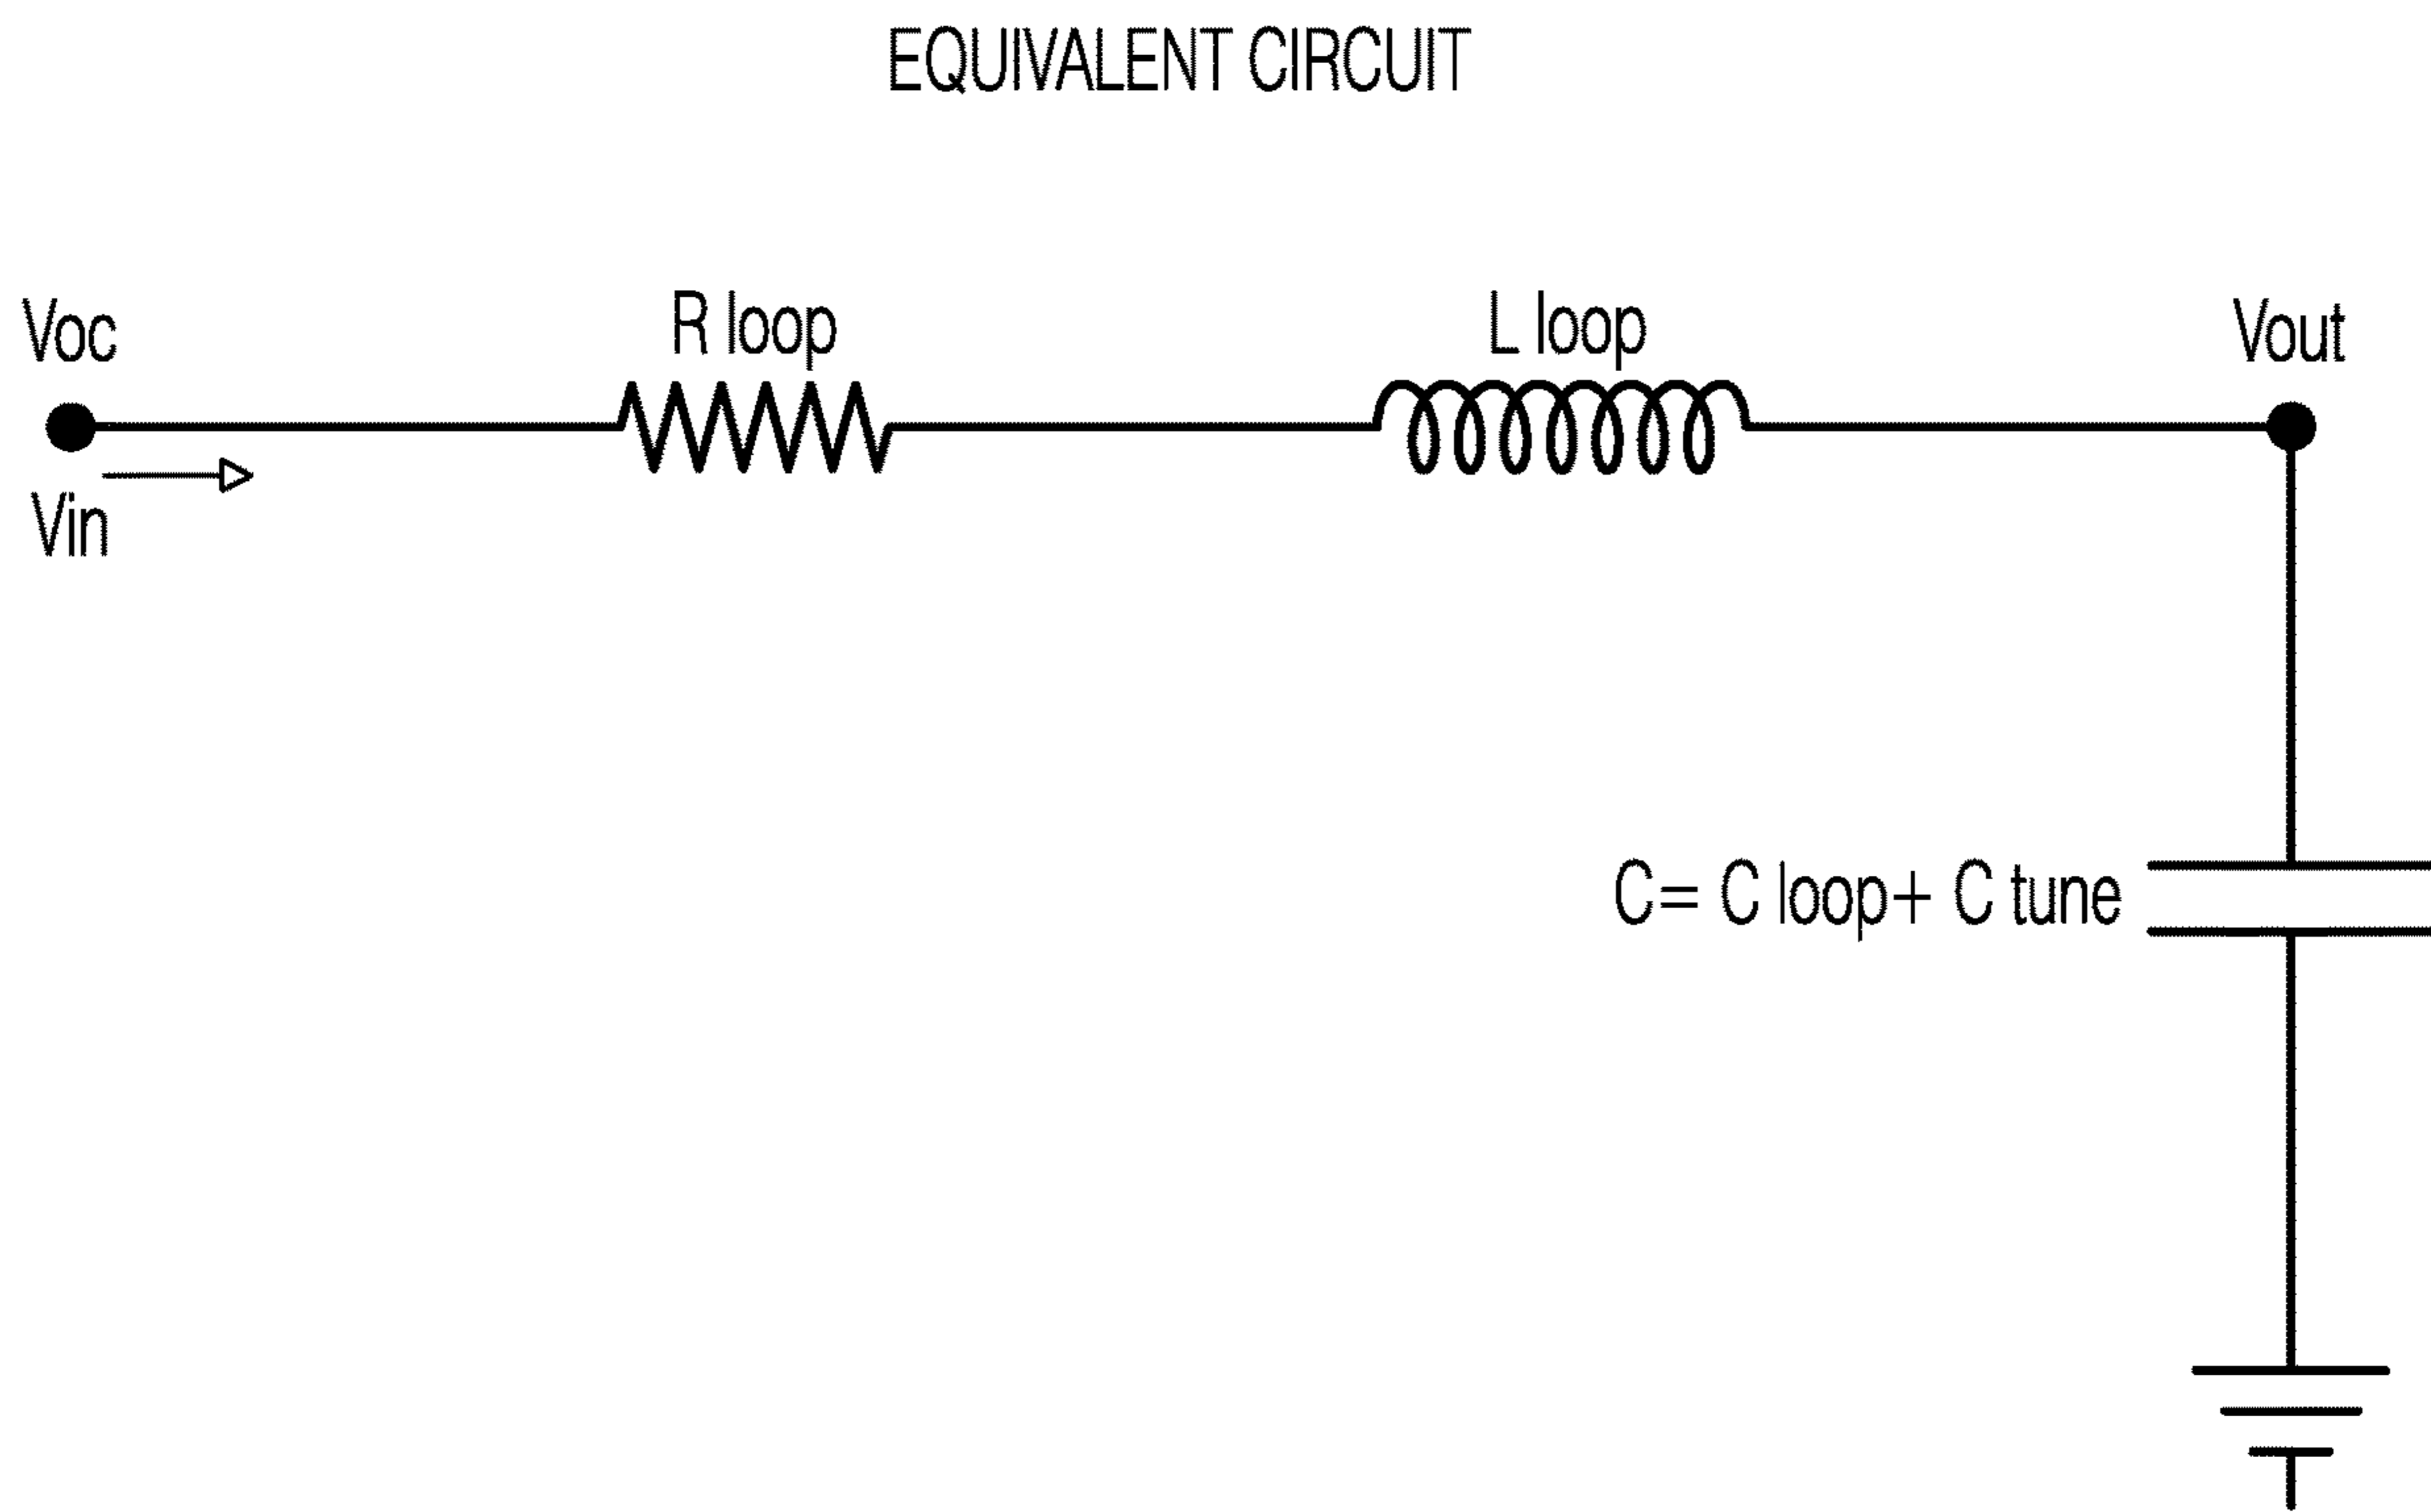 EQUIVALENT CIRCUIT
Voc
R loop
L loop
Vout
Vin
C= C loop+ C tune